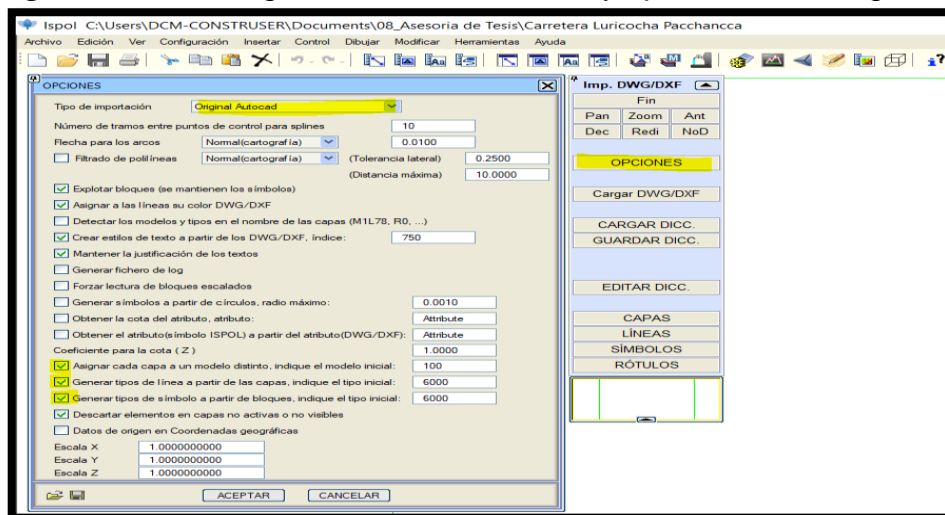 Ispol C:\Users\DCM-CONSTRUSER\Documents\08_Asesoria de Tesis\Carretera Luricocha Pacchancca
Archivo Edición Ver Configuración Insertar Control Dibujar Modificar Herramientas Ayuda
OPCIONES
Tipo de importación Original Autocad
Número de tramos entre puntos de control para splines 10
Flecha para los arcos Normal(cartografía) 0.0100
Filtrado de polilíneas Normal(cartografía) (Tolerancia lateral) 0.2500
(Distancia máxima) 10.0000
Explotar bloques (se mantienen los símbolos)
Asignar a las líneas su color DWG/DXF
Detectar los modelos y tipos en el nombre de las capas (M1L78, R0, ...)
Crear estilos de texto a partir de los DWG/DXF, índice: 750
Mantener la justificación de los textos
Generar fichero de log
Forzar lectura de bloques escalados
Generar símbolos a partir de círculos, radio máximo: 0.0010
Obtener la cota del atributo, atributo: Attribute
Obtener el atributo(símbolo ISPOL) a partir del atributo(DWG/DXF): Attribute
Coeficiente para la cota ( Z ) 1.0000
Asignar cada capa a un modelo distinto, indique el modelo inicial: 100
Generar tipos de línea a partir de las capas, indique el tipo inicial: 6000
Generar tipos de símbolo a partir de bloques, indique el tipo inicial: 6000
Descartar elementos en capas no activas o no visibles
Datos de origen en Coordenadas geográficas
Escala X 1.0000000000
Escala Y 1.0000000000
Escala Z 1.0000000000
ACEPTAR CANCELAR
Imp. DWG/DXF
Fin
Pan Zoom Ant
Dec Redi NoD
OPCIONES
Cargar DWG/DXF
CARGAR DICC.
GUARDAR DICC.
EDITAR DICC.
CAPAS
LÍNEAS
SÍMBOLOS
RÓTULOS